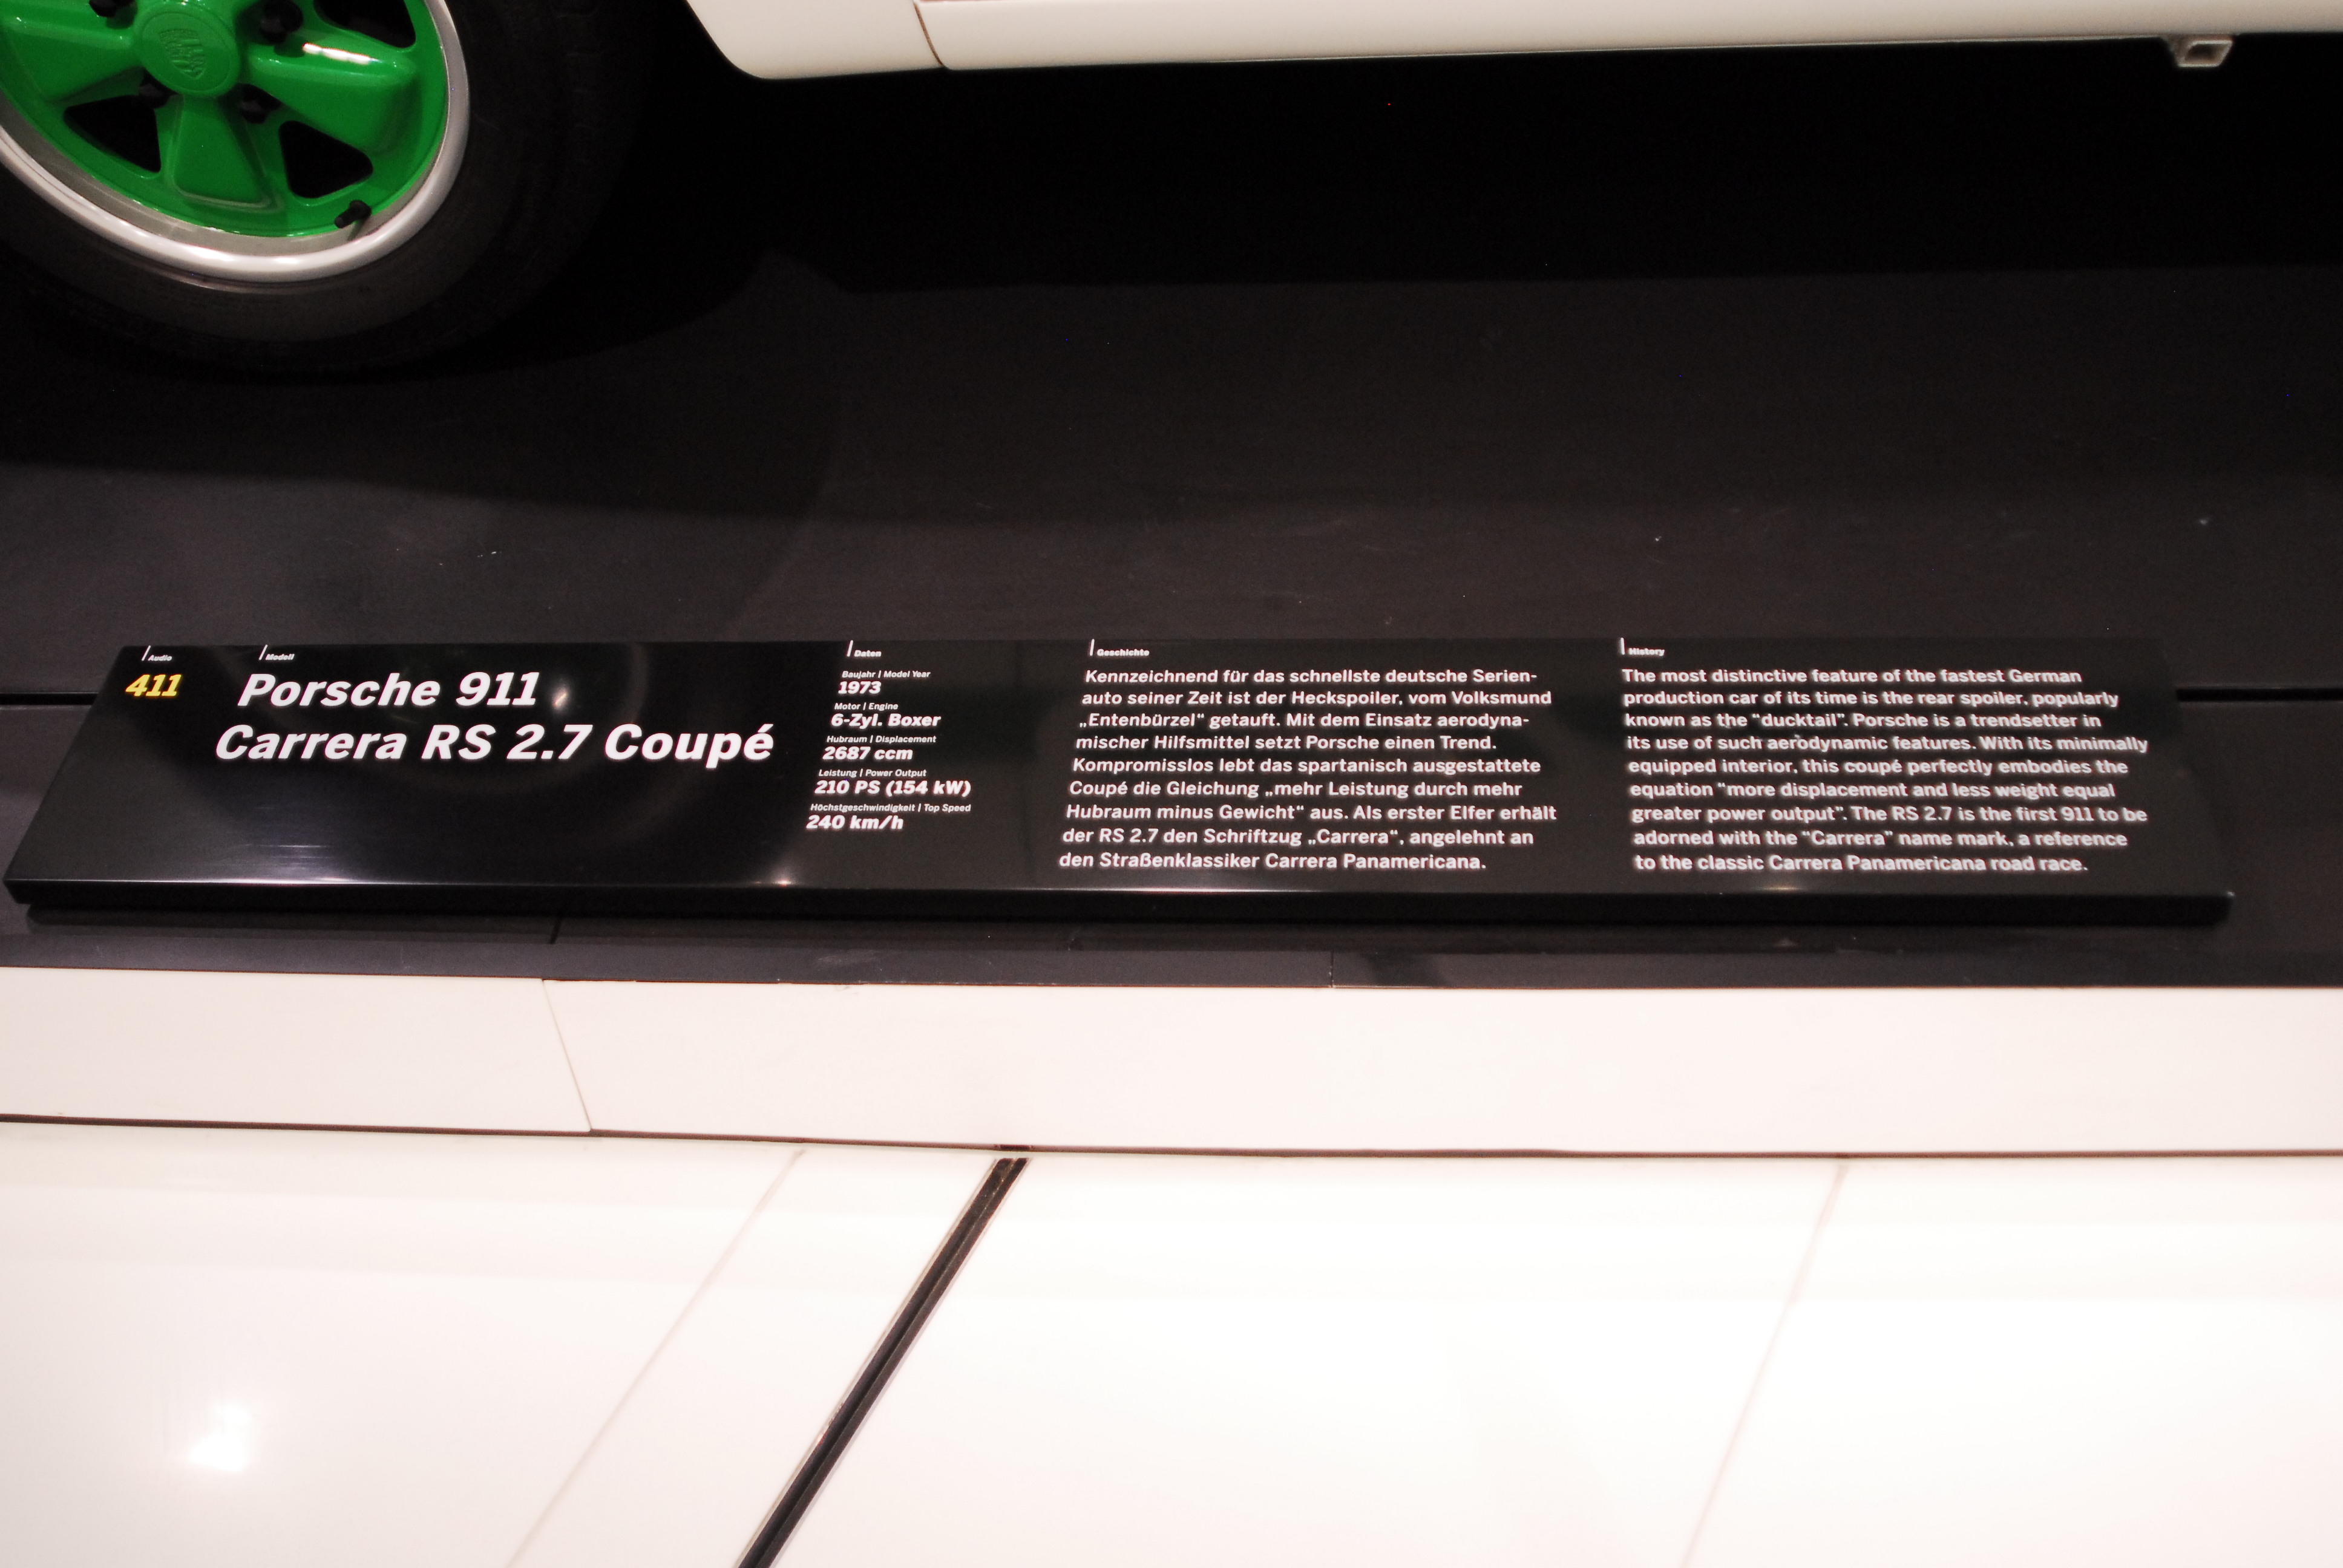 Audio
411
Modell
Porsche 911
Carrera RS 2.7 Coupé
Daten
Baujahr | Model Year
1973
Motor | Engine
6-Zyl. Boxer
Hubraum | Displacement
2687 ccm
Leistung | Power Output
210 PS (154 kW)
Höchstgeschwindigkeit | Top Speed
240 km/h
Geschichte
Kennzeichnend für das schnellste deutsche Serien-
auto seiner Zeit ist der Heckspoiler, vom Volksmund
„Entenbürzel“ getauft. Mit dem Einsatz aerodyna-
mischer Hilfsmittel setzt Porsche einen Trend.
Kompromisslos lebt das spartanisch ausgestattete
Coupé die Gleichung „mehr Leistung durch mehr
Hubraum minus Gewicht“ aus. Als erster Elfer erhält
der RS 2.7 den Schriftzug „Carrera“, angelehnt an
den Straßenklassiker Carrera Panamericana.
History
The most distinctive feature of the fastest German
production car of its time is the rear spoiler, popularly
known as the “ducktail”. Porsche is a trendsetter in
its use of such aerodynamic features. With its minimally
equipped interior, this coupé perfectly embodies the
equation “more displacement and less weight equal
greater power output”. The RS 2.7 is the first 911 to be
adorned with the “Carrera” name mark, a reference
to the classic Carrera Panamericana road race.